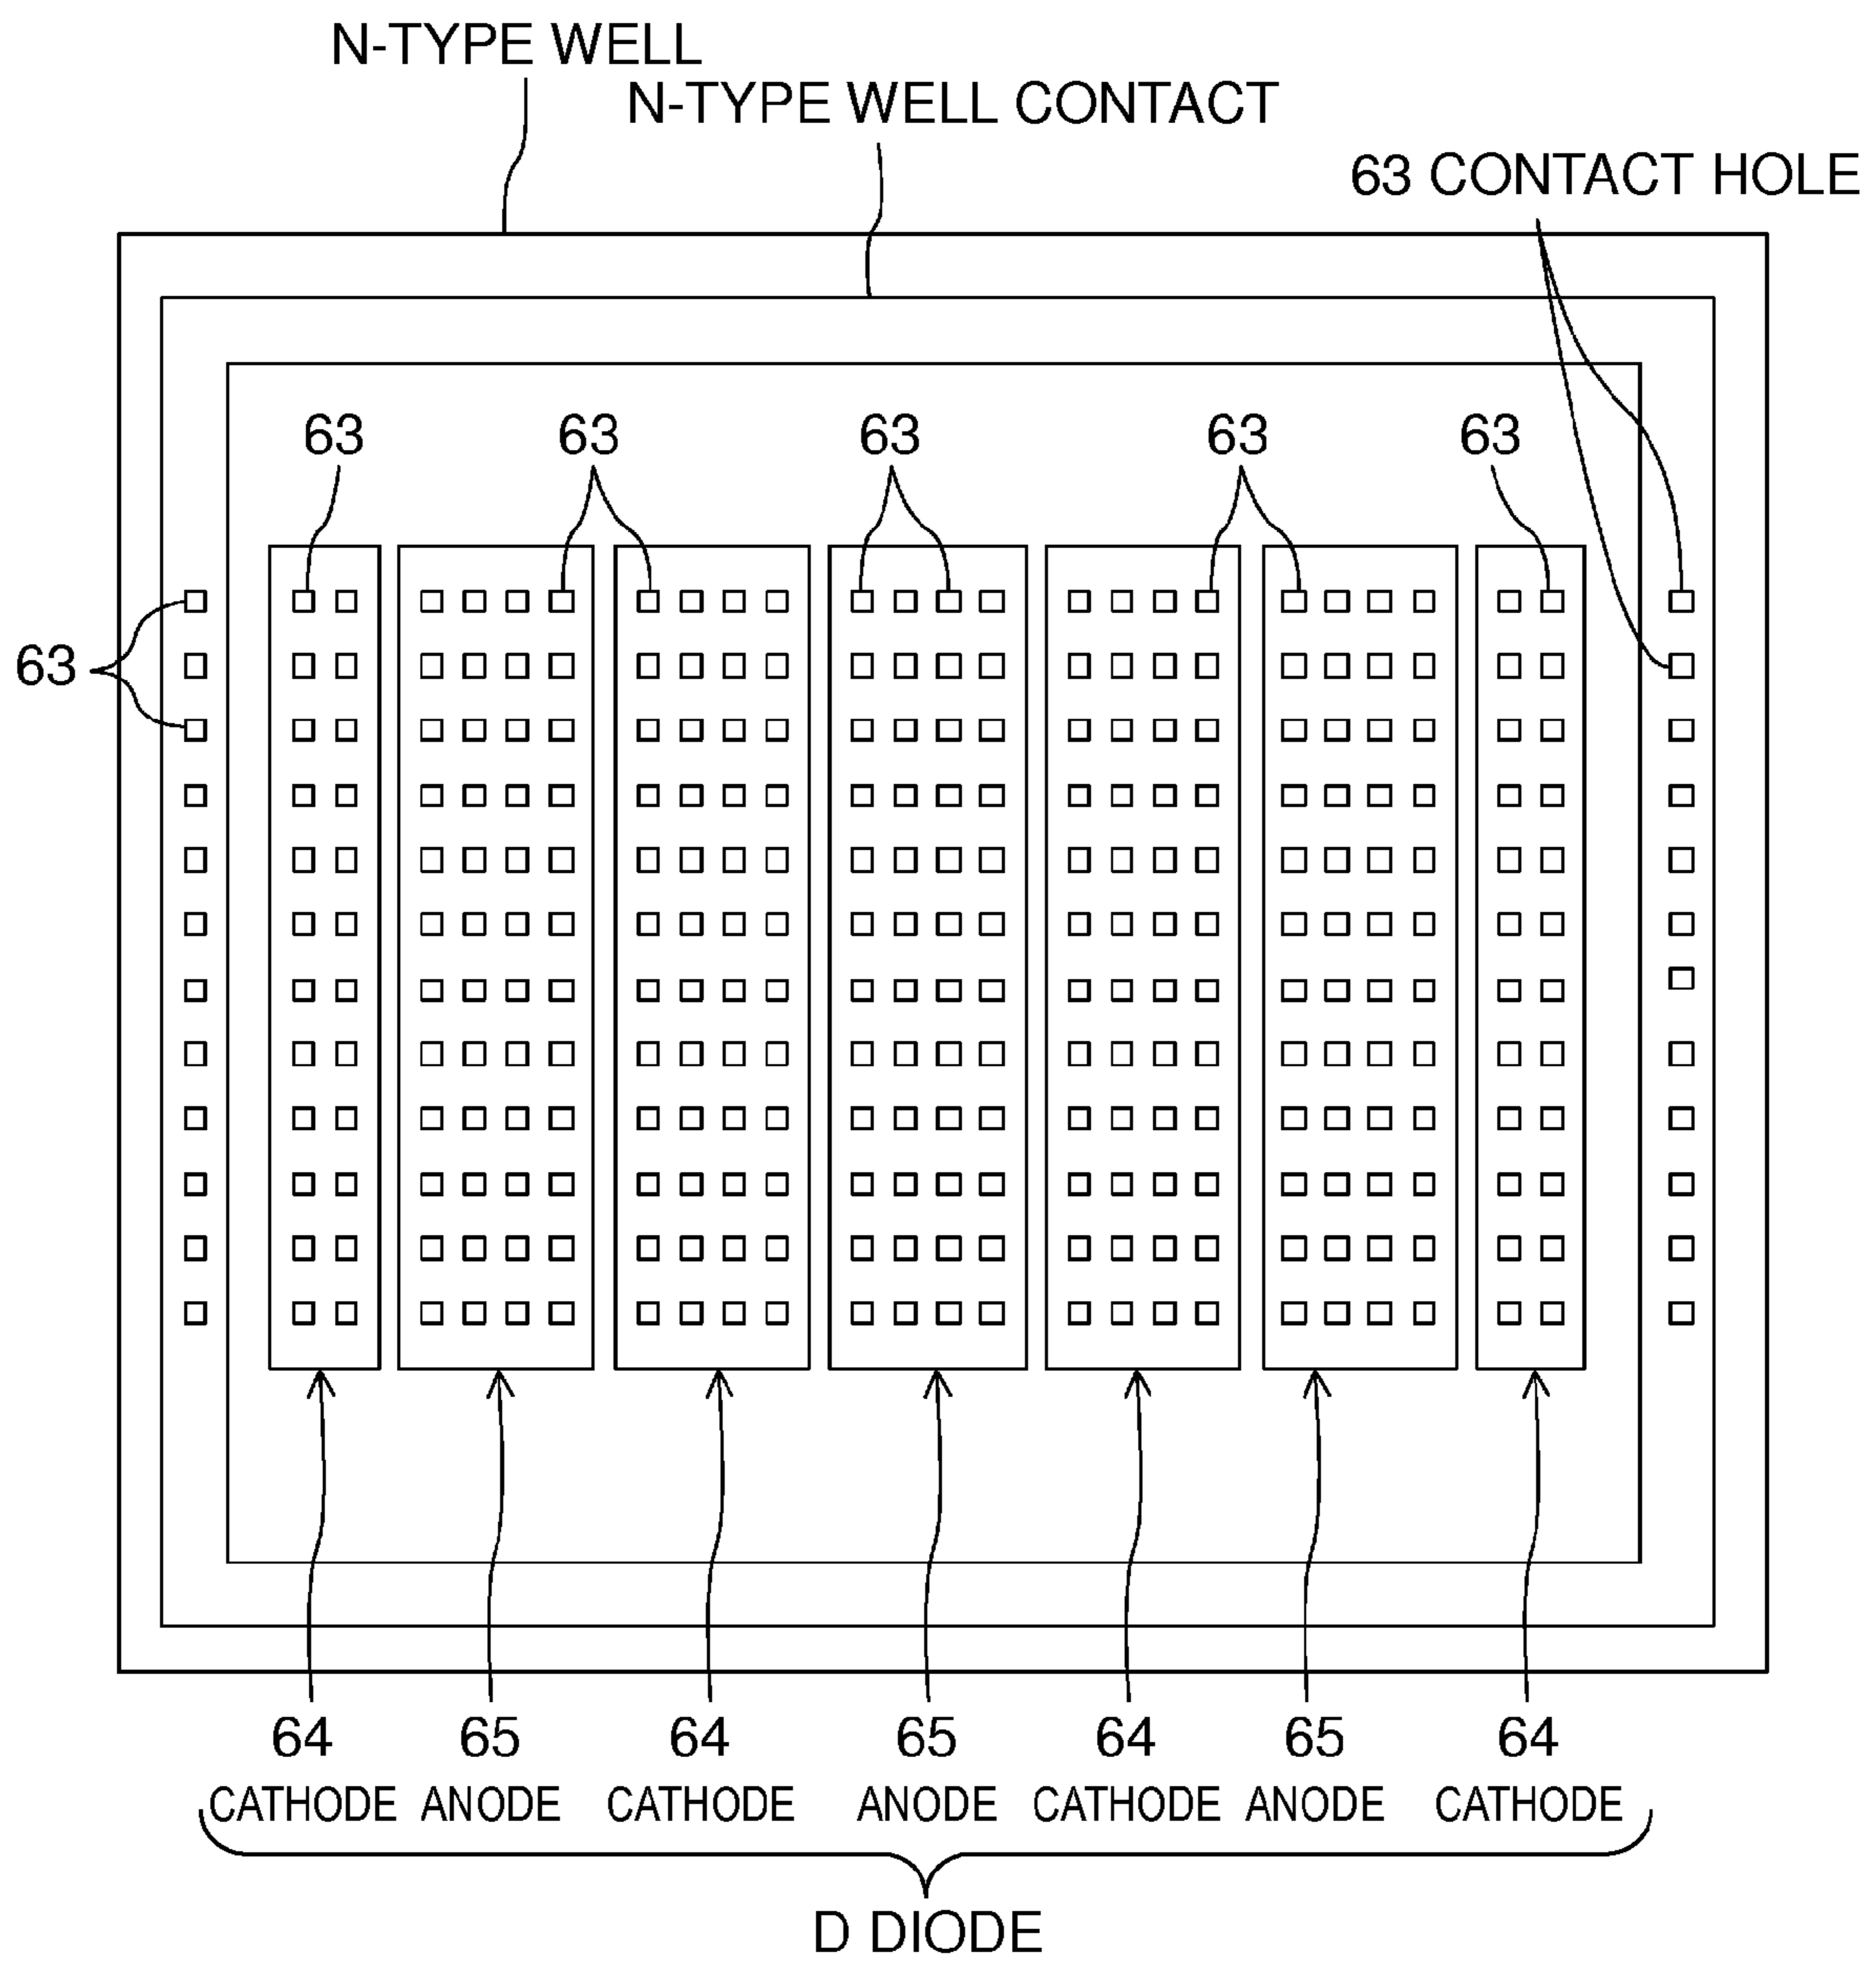 N-TYPE WELL
N-TYPE WELL CONTACT
63 CONTACT HOLE
63 63 63 63 63
63
64 65 64 65 64 65 64
CATHODE ANODE CATHODE ANODE CATHODE ANODE CATHODE
D DIODE